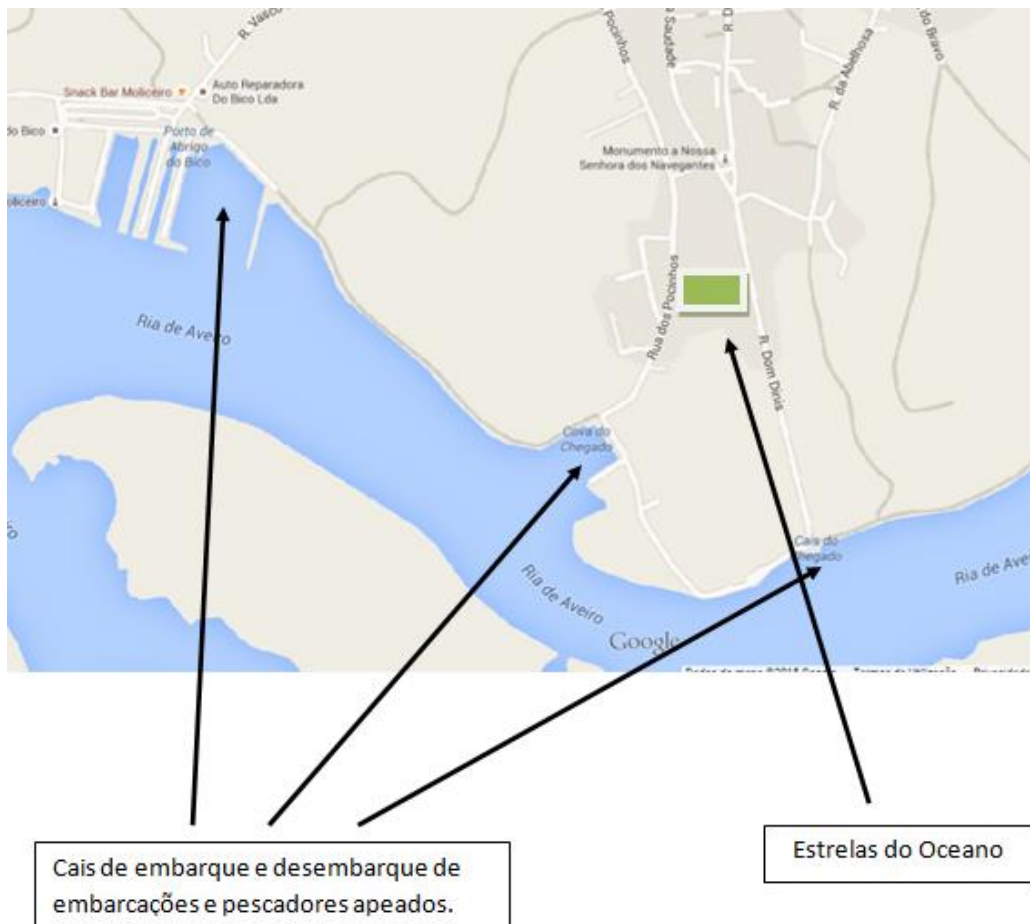 R. Vasco
Snack Bar Moliceiro
Auto Reparadora
Do Bico Lda
do Bico
Porto de
Abrigo
do Bico
Moliceiro
Pocinhos
a Saudade
R. D
R. da Abelhosa
do Bravo
Monumento a Nossa
Senhora dos Navegantes
Rua dos Pocinhos
R. Dom Dinis
Ria de Aveiro
Cova do
Chegado
Cais do
Chegado
Ria de Aveiro
Ria de Ave
Google
Cais de embarque e desembarque de
embarcações e pescadores apeados.
Estrelas do Oceano